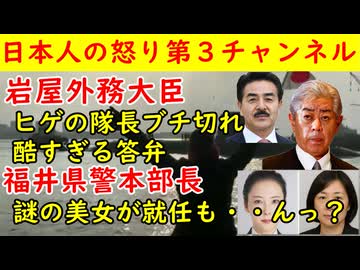 日本人の怒り第３チャンネル
岩屋外務大臣
ヒゲの隊長ブチ切れ
酷すぎる答弁
福井県警本部長
謎の美女が就任も・・んっ？